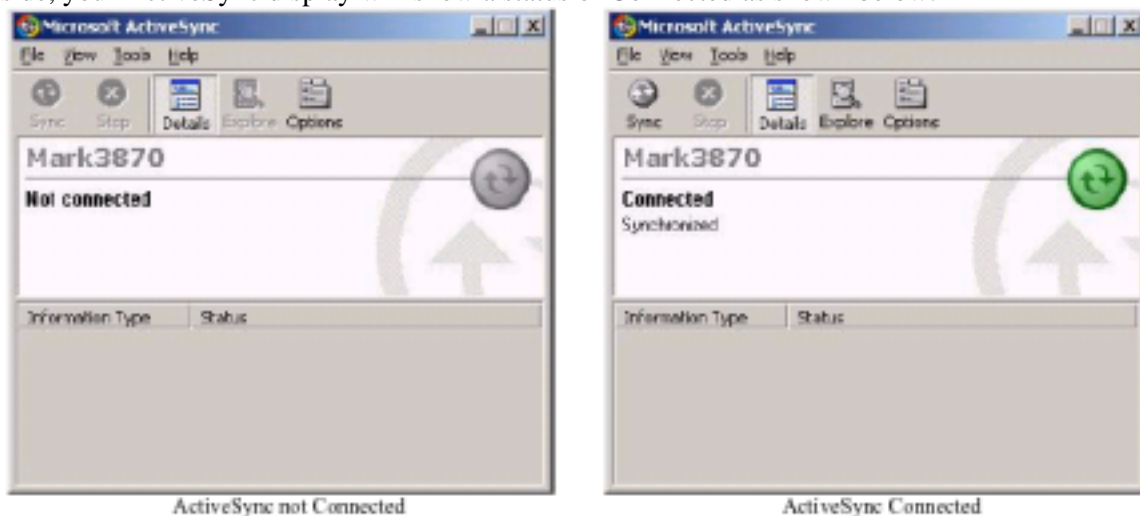 Microsoft ActiveSync
File View Tools Help
Sync Stop Details Explore Options
Mark3870
Not connected
Information Type Status
ActiveSync not Connected
Microsoft ActiveSync
File View Tools Help
Sync Stop Details Explore Options
Mark3870
Connected
Synchronized
Information Type Status
ActiveSync Connected